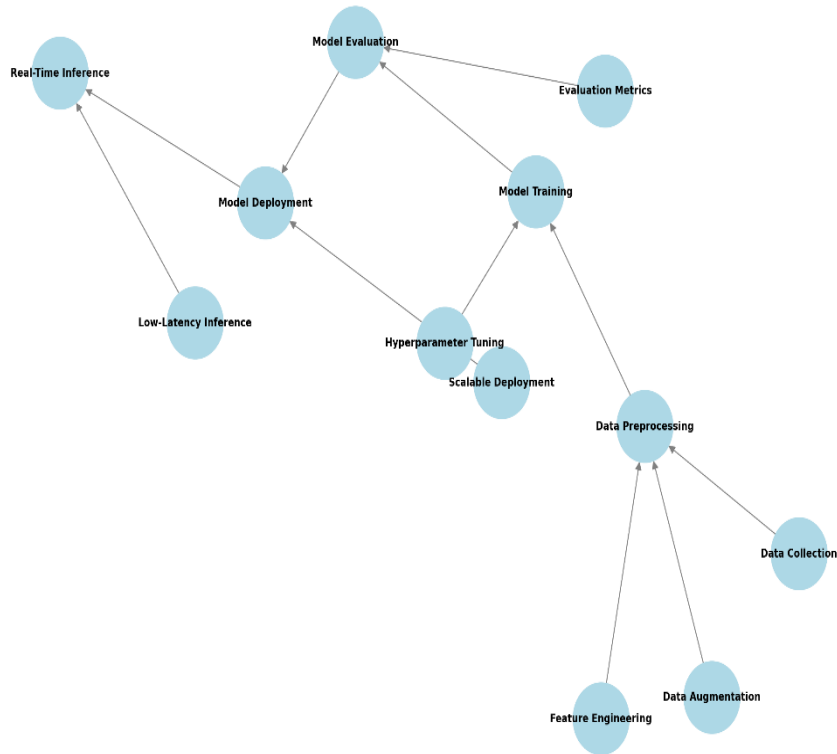 Model Evaluation
Real-Time Inference
Evaluation Metrics
Model Training
Model Deployment
Low-Latency Inference
Hyperparameter Tuning
Scalable Deployment
Data Preprocessing
Data Collection
Data Augmentation
Feature Engineering